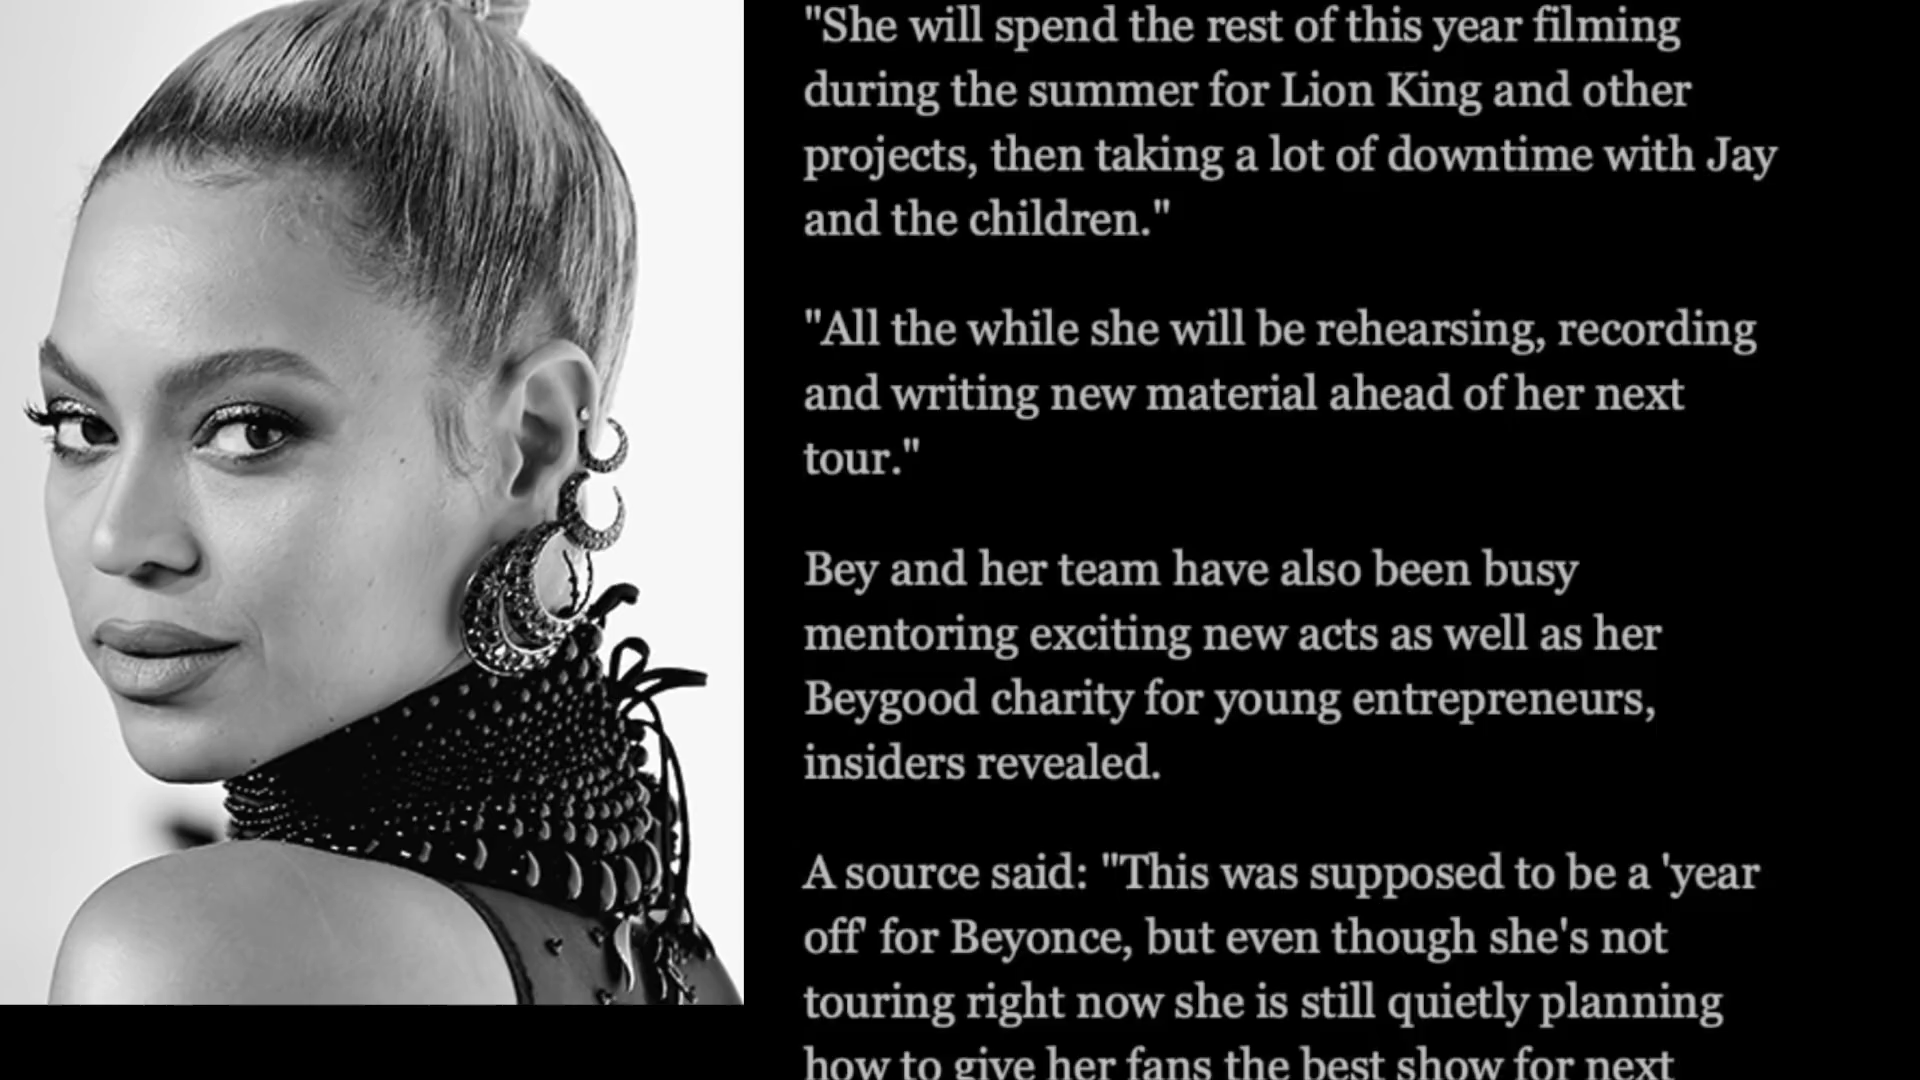 "She will spend the rest of this year filming
during the summer for Lion King and other
projects, then taking a lot of downtime with Jay
and the children."
"All the while she will be rehearsing, recording
and writing new material ahead of her next
tour."
Bey and her team have also been busy
mentoring exciting new acts as well as her
Beygood charity for young entrepreneurs,
insiders revealed.
A source said: "This was supposed to be a 'year
off' for Beyonce, but even though she's not
touring right now she is still quietly planning
how to give her fans the best show for next